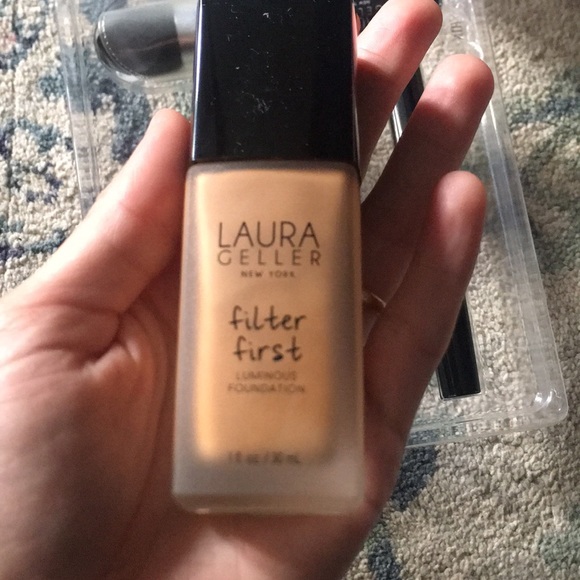 LAURA
GELLER
NEW YORK
filter
first
LUMINOUS
FOUNDATION
1 fl oz / 30 mL